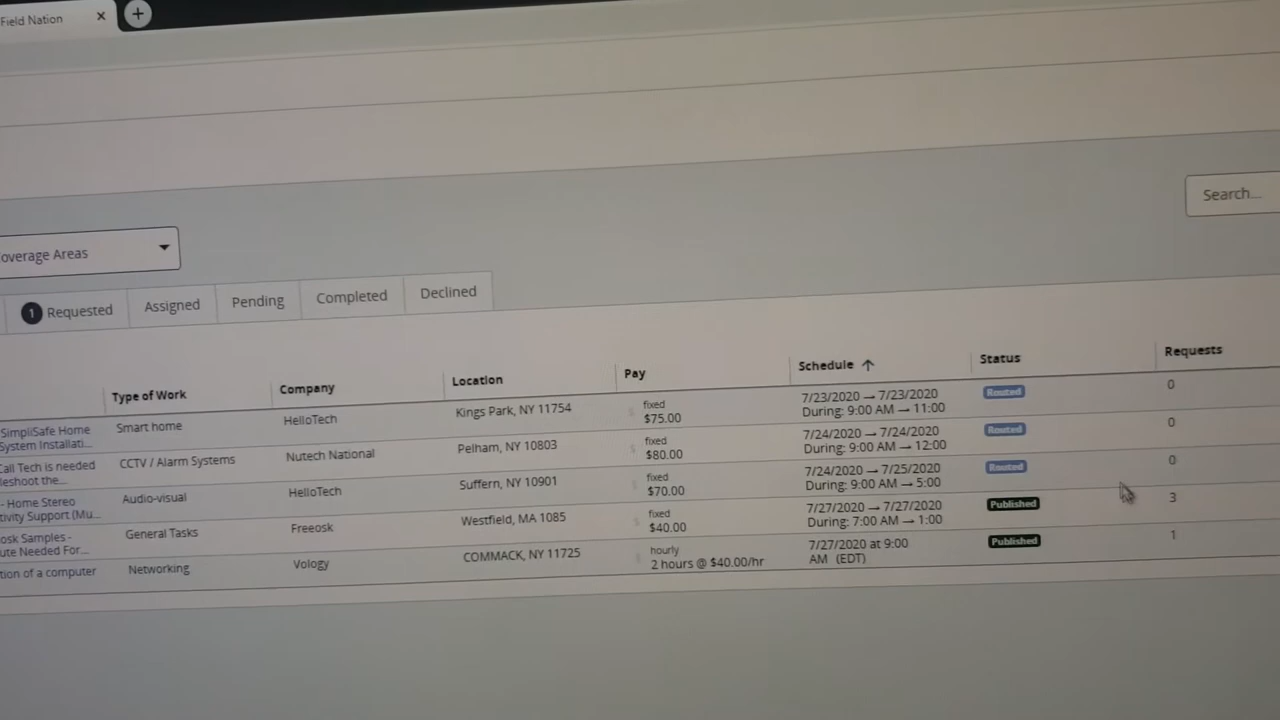 Field Nation
Search...
overage Areas
1 Requested Assigned Pending Completed Declined
Type of Work Company Location Pay Schedule Status Requests
SimpliSafe Home
System Installati...
Smart home HelloTech Kings Park, NY 11754 fixed
$75.00 7/23/2020 → 7/23/2020
During: 9:00 AM → 11:00 Routed 0
Call Tech is needed
leshoot the...
CCTV / Alarm Systems Nutech National Pelham, NY 10803 fixed
$80.00 7/24/2020 → 7/24/2020
During: 9:00 AM → 12:00 Routed 0
- Home Stereo
tivity Support (Mu...
Audio-visual HelloTech Suffern, NY 10901 fixed
$70.00 7/24/2020 → 7/25/2020
During: 9:00 AM → 5:00 Routed 0
osk Samples -
ute Needed For...
General Tasks Freeosk Westfield, MA 1085 fixed
$40.00 7/27/2020 → 7/27/2020
During: 7:00 AM → 1:00 Published 3
tion of a computer
Networking Vology COMMACK, NY 11725 hourly
2 hours @ $40.00/hr 7/27/2020 at 9:00
AM (EDT) Published 1